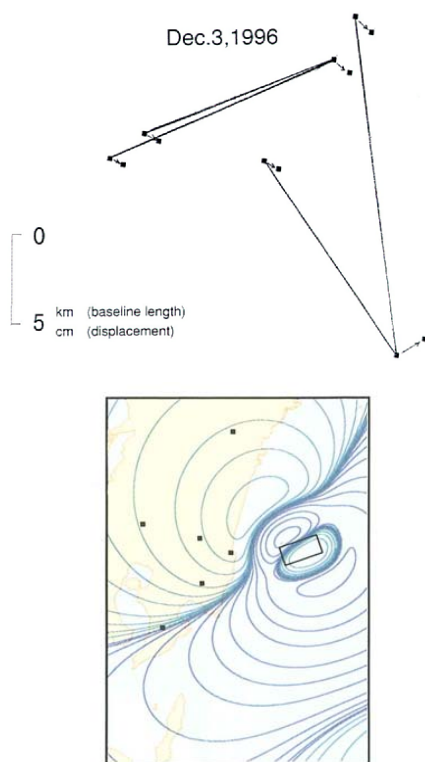 Dec.3,1996
0
km (baseline length)
5 cm (displacement)